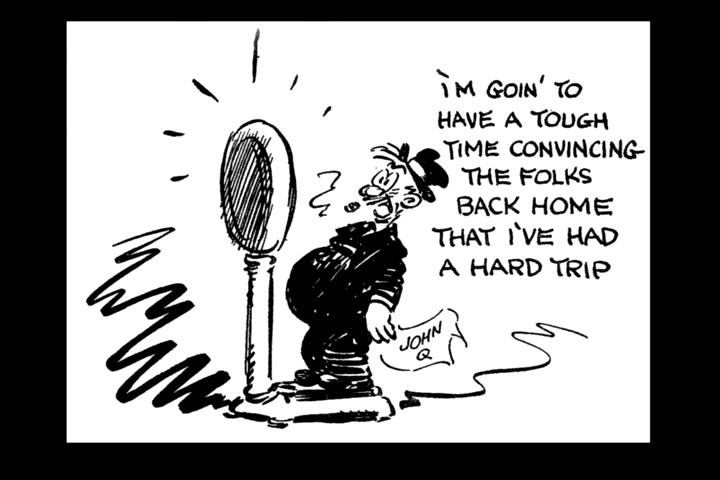 I'M GOIN' TO
HAVE A TOUGH
TIME CONVINCING
THE FOLKS
BACK HOME
THAT I'VE HAD
A HARD TRIP
JOHN
Q